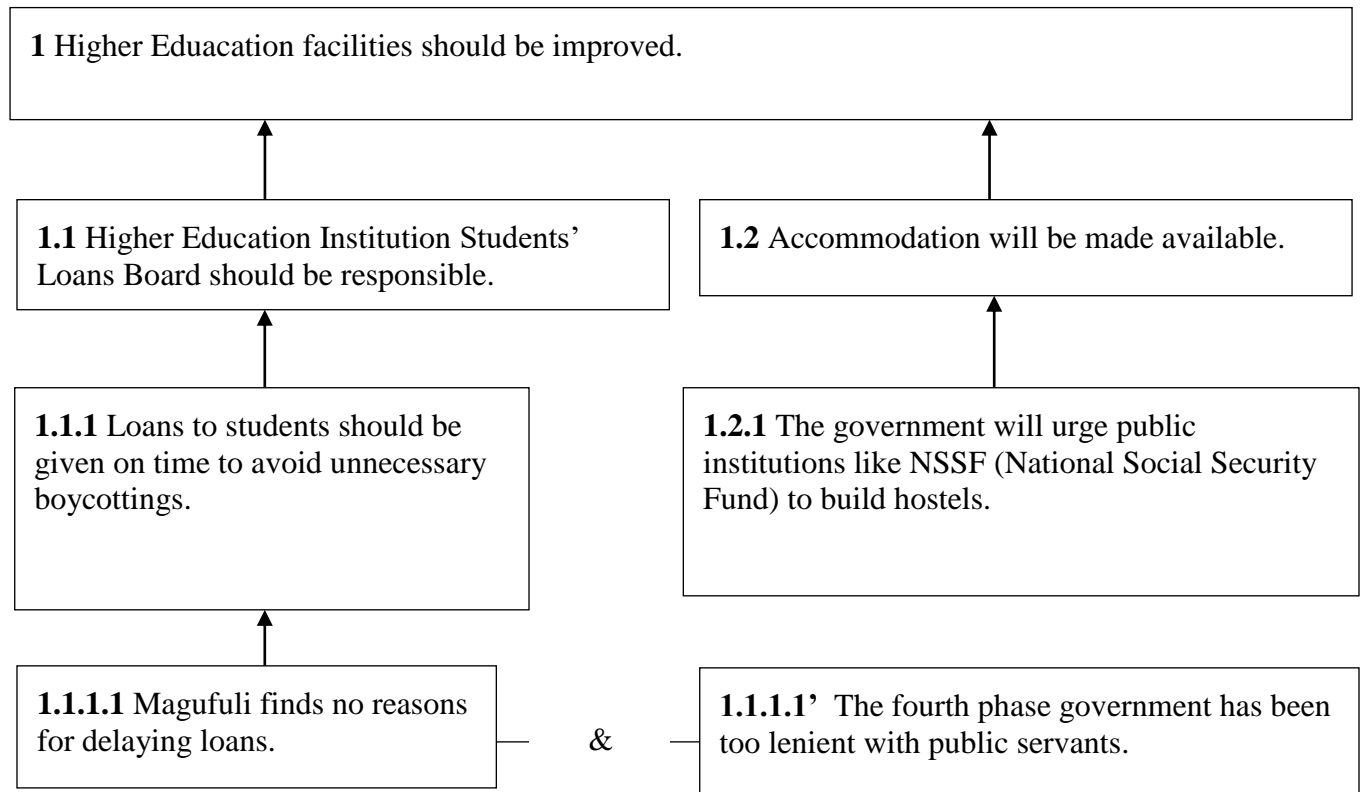 1 Higher Eduacation facilities should be improved.
1.1 Higher Education Institution Students’
Loans Board should be responsible.
1.2 Accommodation will be made available.
1.1.1 Loans to students should be
given on time to avoid unnecessary
boycottings.
1.2.1 The government will urge public
institutions like NSSF (National Social Security
Fund) to build hostels.
1.1.1.1 Magufuli finds no reasons
for delaying loans.
&
1.1.1.1’ The fourth phase government has been
too lenient with public servants.